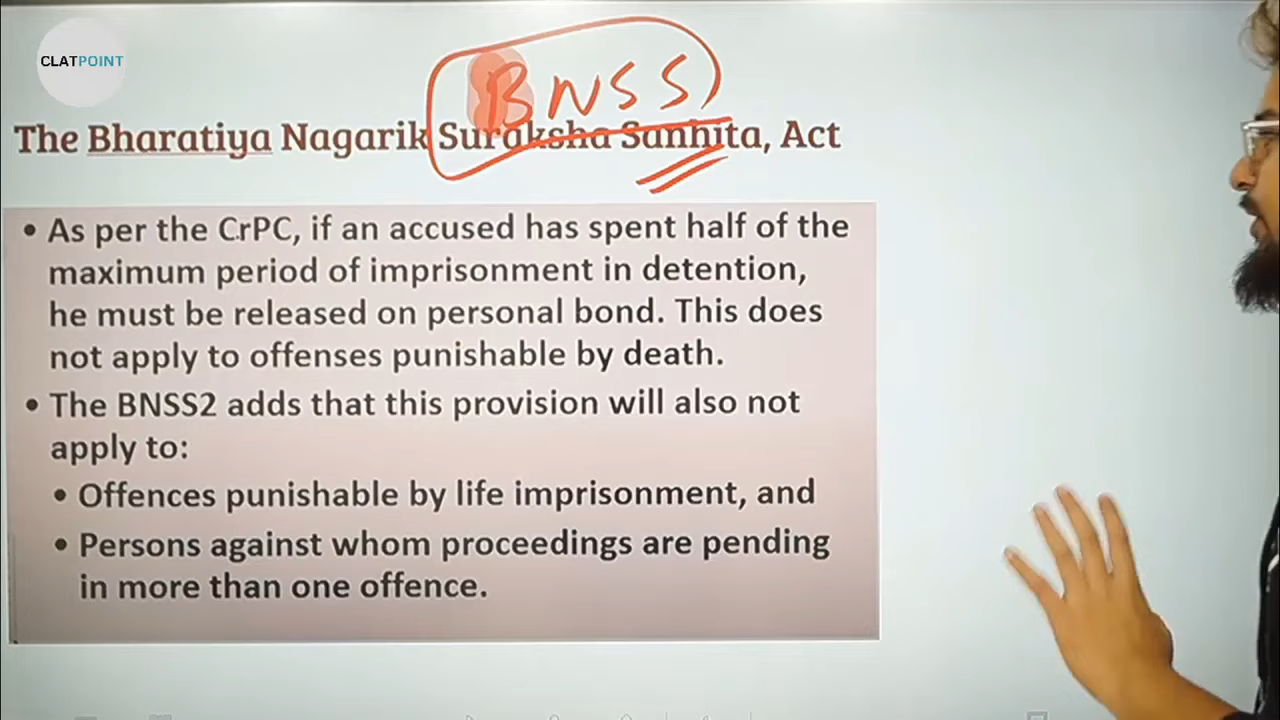 CLATPOINT
BNSS
The Bharatiya Nagarik Suraksha Sanhita, Act
• As per the CrPC, if an accused has spent half of the
maximum period of imprisonment in detention,
he must be released on personal bond. This does
not apply to offenses punishable by death.
• The BNSS2 adds that this provision will also not
apply to:
• Offences punishable by life imprisonment, and
• Persons against whom proceedings are pending
in more than one offence.